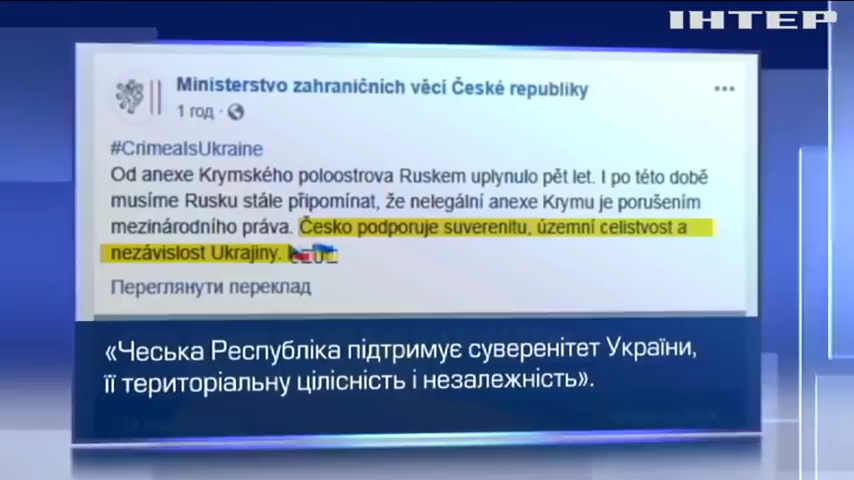 ІНТЕР
Ministerstvo zahraničních věcí České republiky
1 год ·
#CrimeaIsUkraine
Od anexe Krymského poloostrova Ruskem uplynulo pět let. I po této době
musíme Rusku stále připomínat, že nelegální anexe Krymu je porušením
mezinárodního práva. Česko podporuje suverenitu, územní celistvost a
nezávislost Ukrajiny.
Переглянути переклад
«Чеська Республіка підтримує суверенітет України,
її територіальну цілісність і незалежність».